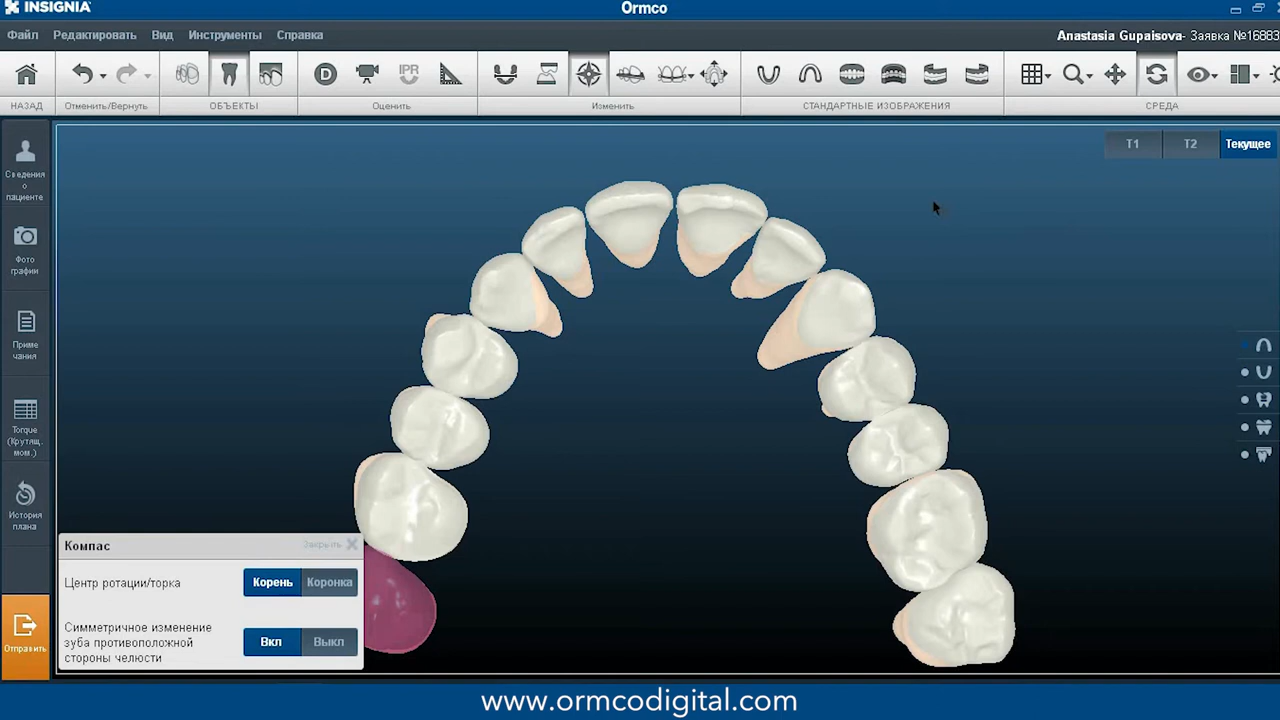 INSIGNIA
Ormco
Файл Редактировать Вид Инструменты Справка
Anastasia Gupaisova- Заявка №16883
D IPR
НАЗАД Отменить/Вернуть ОБЪЕКТЫ Оценить Изменить СТАНДАРТНЫЕ ИЗОБРАЖЕНИЯ СРЕДА
T1 T2 Текущее
Сведения
о
пациенте
Фото
графии
Приме
чания
Torque
(Крутящ.
мом.)
История
плана
Отправить
Компас
Закрыть
Центр ротации/торка
Корень Коронка
Симметричное изменение
зуба противоположной
стороны челюсти
Вкл Выкл
www.ormcodigital.com